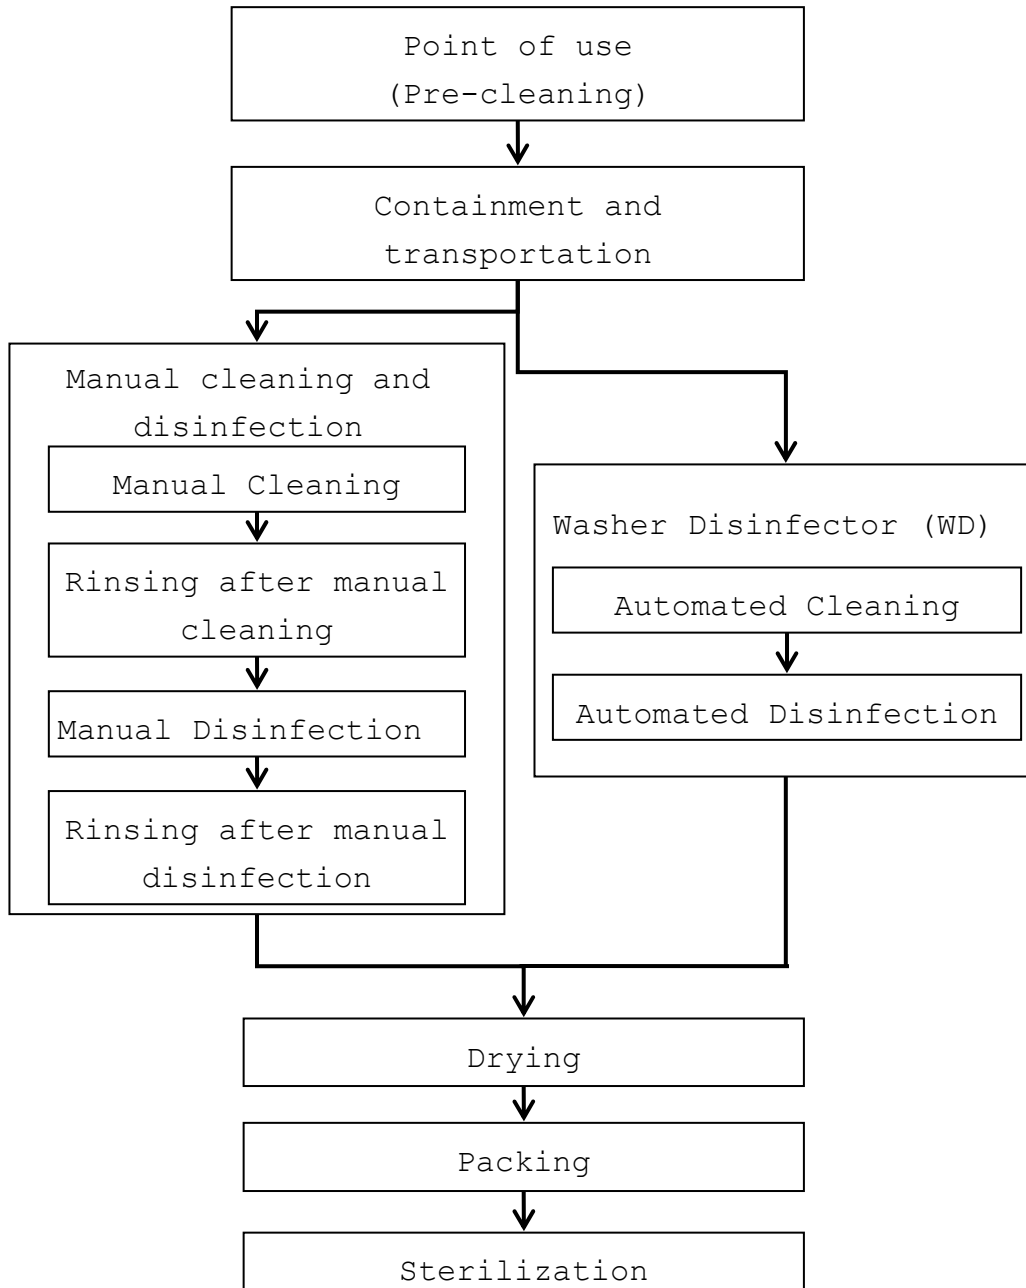 Point of use
(Pre-cleaning)
Containment and
transportation
Manual cleaning and
disinfection
Manual Cleaning
Rinsing after manual
cleaning
Manual Disinfection
Rinsing after manual
disinfection
Washer Disinfector (WD)
Automated Cleaning
Automated Disinfection
Drying
Packing
Sterilization